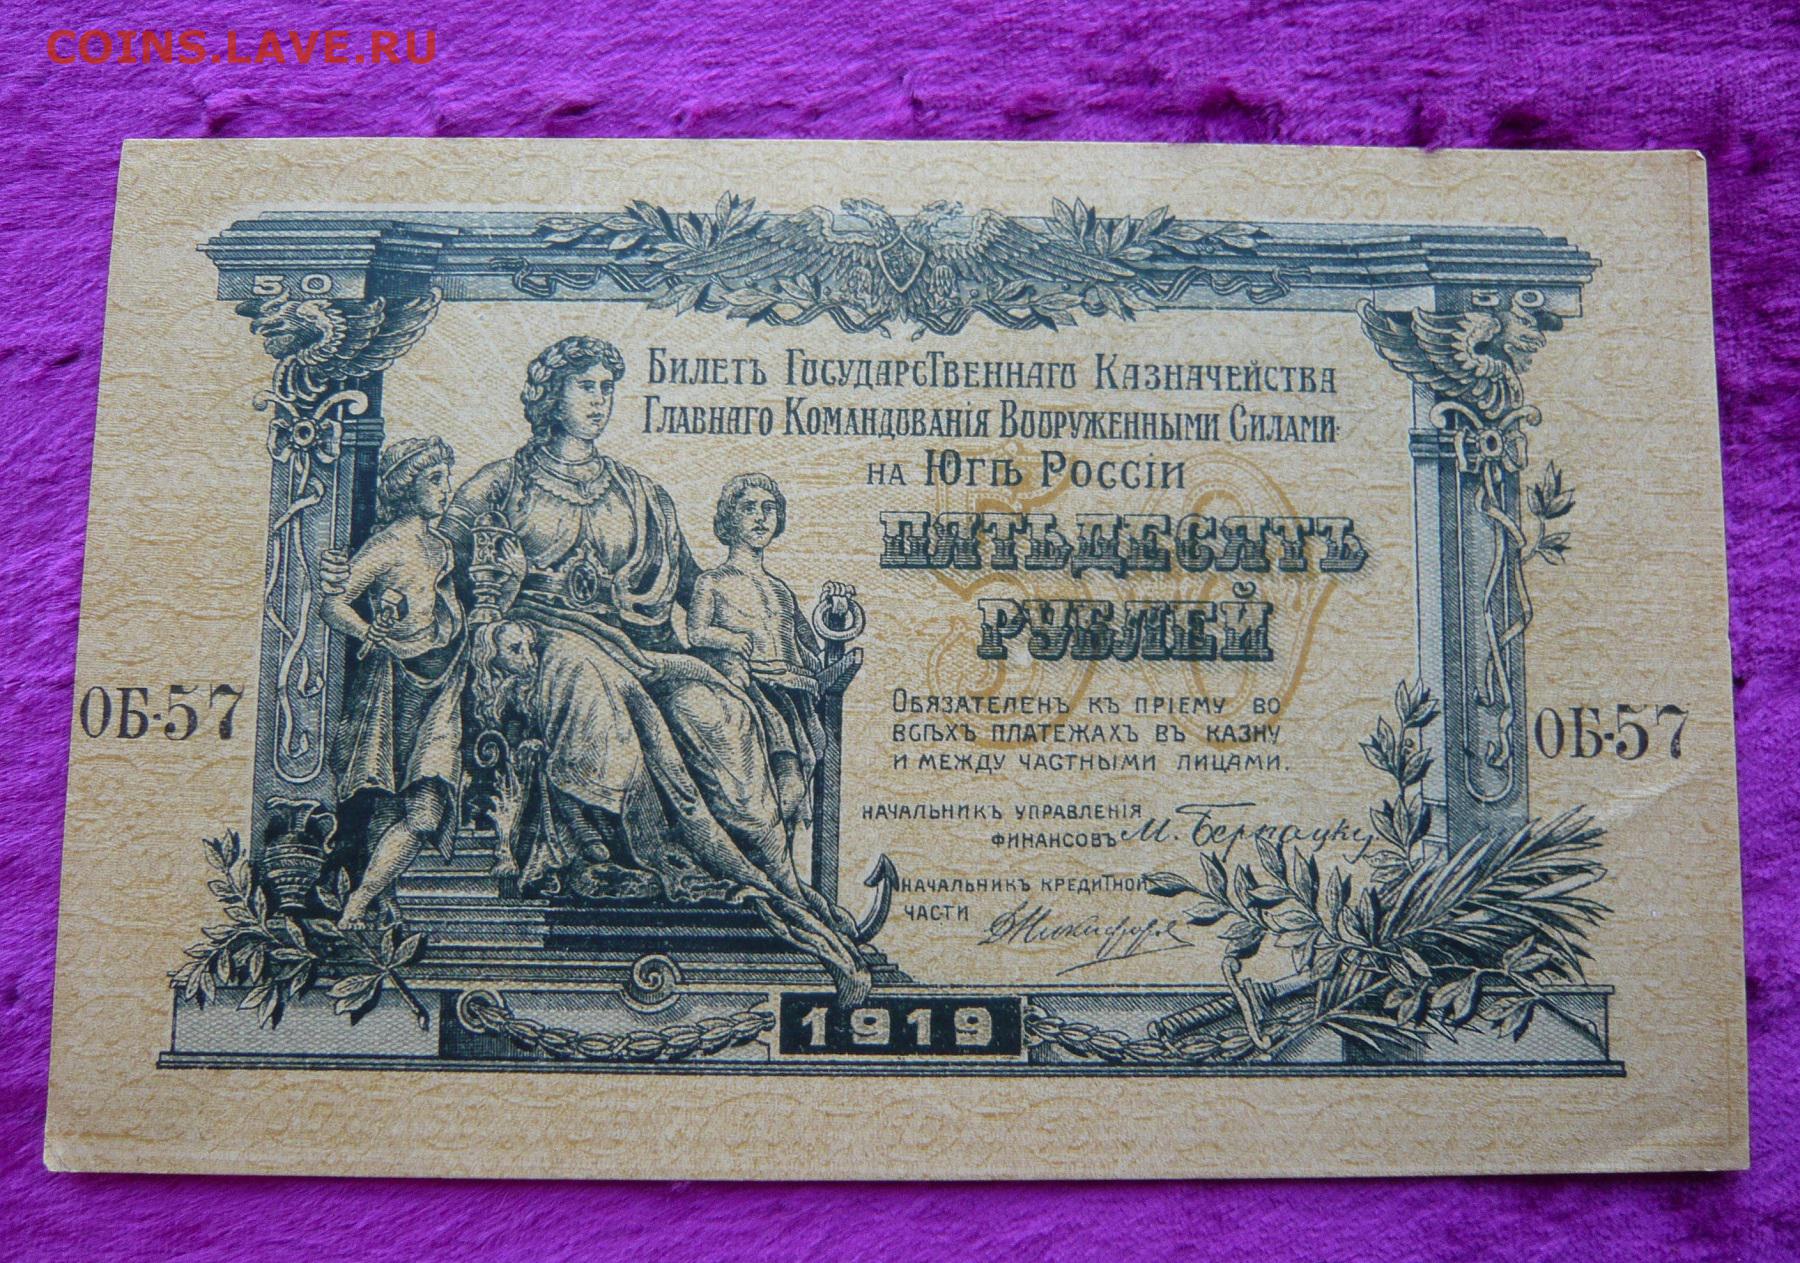 COINS.LAVE.RU
50
50
Билетъ Государственнаго Казначейства
Главнаго Командованія Вооруженными Силами
на Югѣ Россіи
50
ПЯТЬДЕСЯТЪ
РУБЛЕЙ
ОБ-57
ОБ-57
Обязателенъ къ пріему во
всѣхъ платежахъ въ казну
и между частными лицами.
Начальникъ Управленія
Финансовъ М.
Начальникъ Кредитной
части
1919